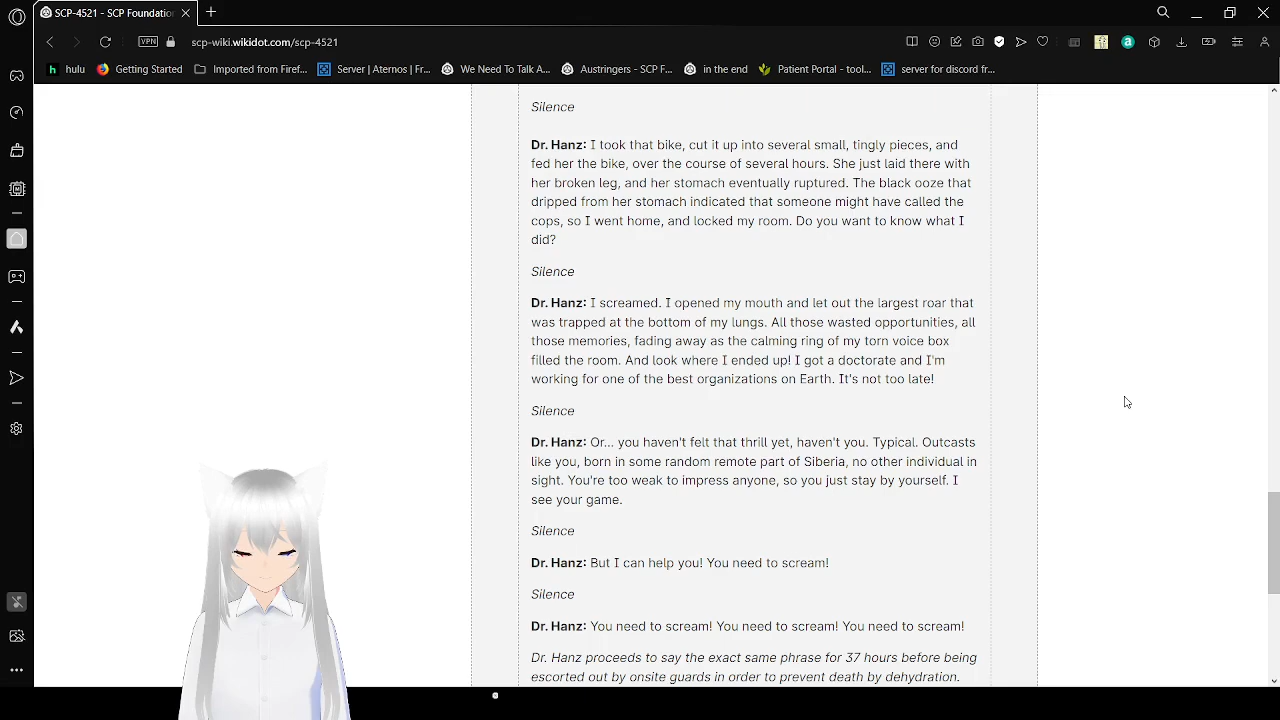 SCP-4521 - SCP Foundation
VPN
scp-wiki.wikidot.com/scp-4521
hulu
Getting Started
Imported from Firef...
Server | Aternos | Fr...
We Need To Talk A...
Austringers - SCP F...
in the end
Patient Portal - tool...
server for discord fr...
Silence
Dr. Hanz: I took that bike, cut it up into several small, tingly pieces, and
fed her the bike, over the course of several hours. She just laid there with
her broken leg, and her stomach eventually ruptured. The black ooze that
dripped from her stomach indicated that someone might have called the
cops, so I went home, and locked my room. Do you want to know what I
did?
Silence
Dr. Hanz: I screamed. I opened my mouth and let out the largest roar that
was trapped at the bottom of my lungs. All those wasted opportunities, all
those memories, fading away as the calming ring of my torn voice box
filled the room. And look where I ended up! I got a doctorate and I'm
working for one of the best organizations on Earth. It's not too late!
Silence
Dr. Hanz: Or... you haven't felt that thrill yet, haven't you. Typical. Outcasts
like you, born in some random remote part of Siberia, no other individual in
sight. You're too weak to impress anyone, so you just stay by yourself. I
see your game.
Silence
Dr. Hanz: But I can help you! You need to scream!
Silence
Dr. Hanz: You need to scream! You need to scream! You need to scream!
Dr. Hanz proceeds to say the exact same phrase for 37 hours before being
escorted out by onsite guards in order to prevent death by dehydration.